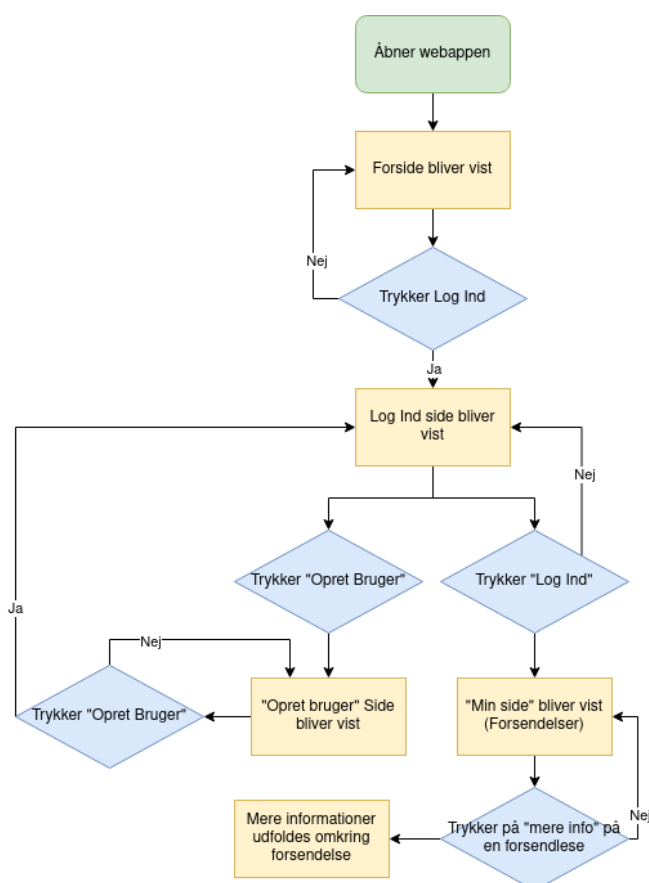 Åbner webappen
Forside bliver vist
Nej
Trykker Log Ind
Ja
Log Ind side bliver
vist
Nej
Trykker "Opret Bruger"
Trykker "Log Ind"
Ja
Nej
Trykker "Opret Bruger"
"Opret bruger" Side
bliver vist
"Min side" bliver vist
(Forsendelser)
Nej
Mere informationer
udfoldes omkring
forsendelse
Trykker på "mere info" på
en forsendlese